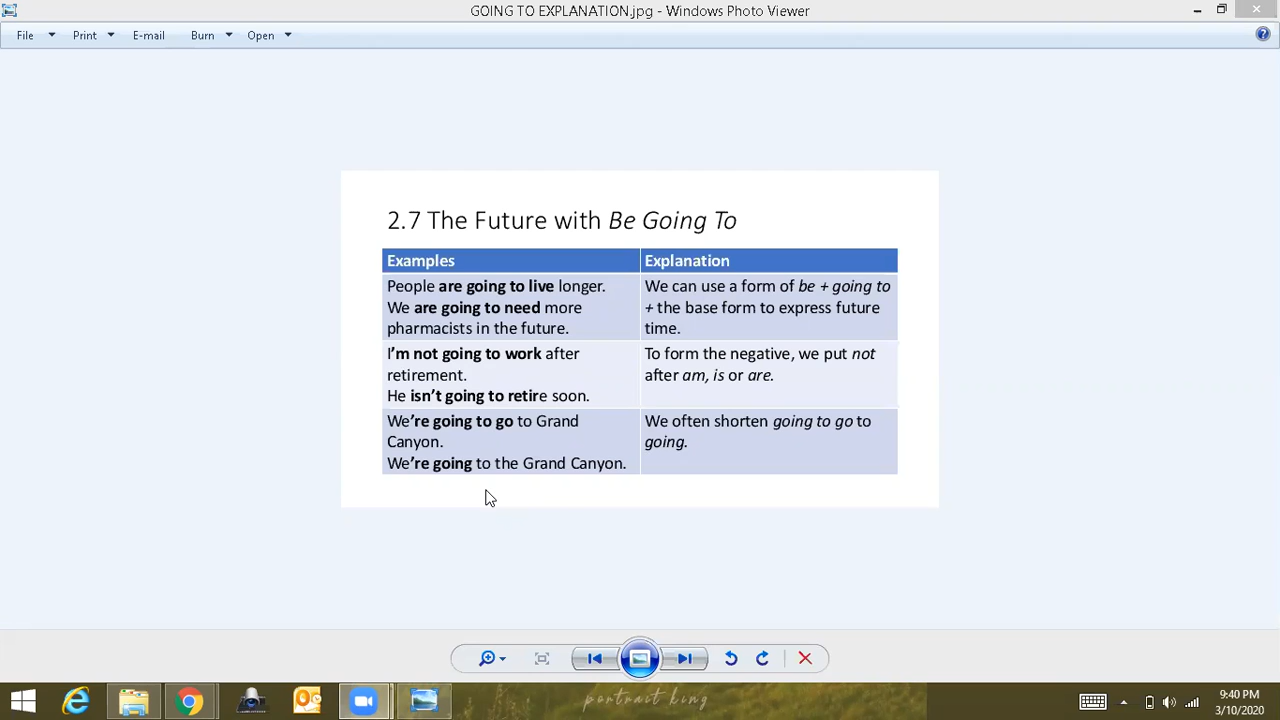 GOING TO EXPLANATION.jpg - Windows Photo Viewer
File Print E-mail Burn Open
2.7 The Future with Be Going To
Examples
Explanation
People are going to live longer.
We are going to need more
pharmacists in the future.
We can use a form of be + going to
+ the base form to express future
time.
I'm not going to work after
retirement.
He isn't going to retire soon.
To form the negative, we put not
after am, is or are.
We're going to go to Grand
Canyon.
We're going to the Grand Canyon.
We often shorten going to go to
going.
portrait king
9:40 PM
3/10/2020